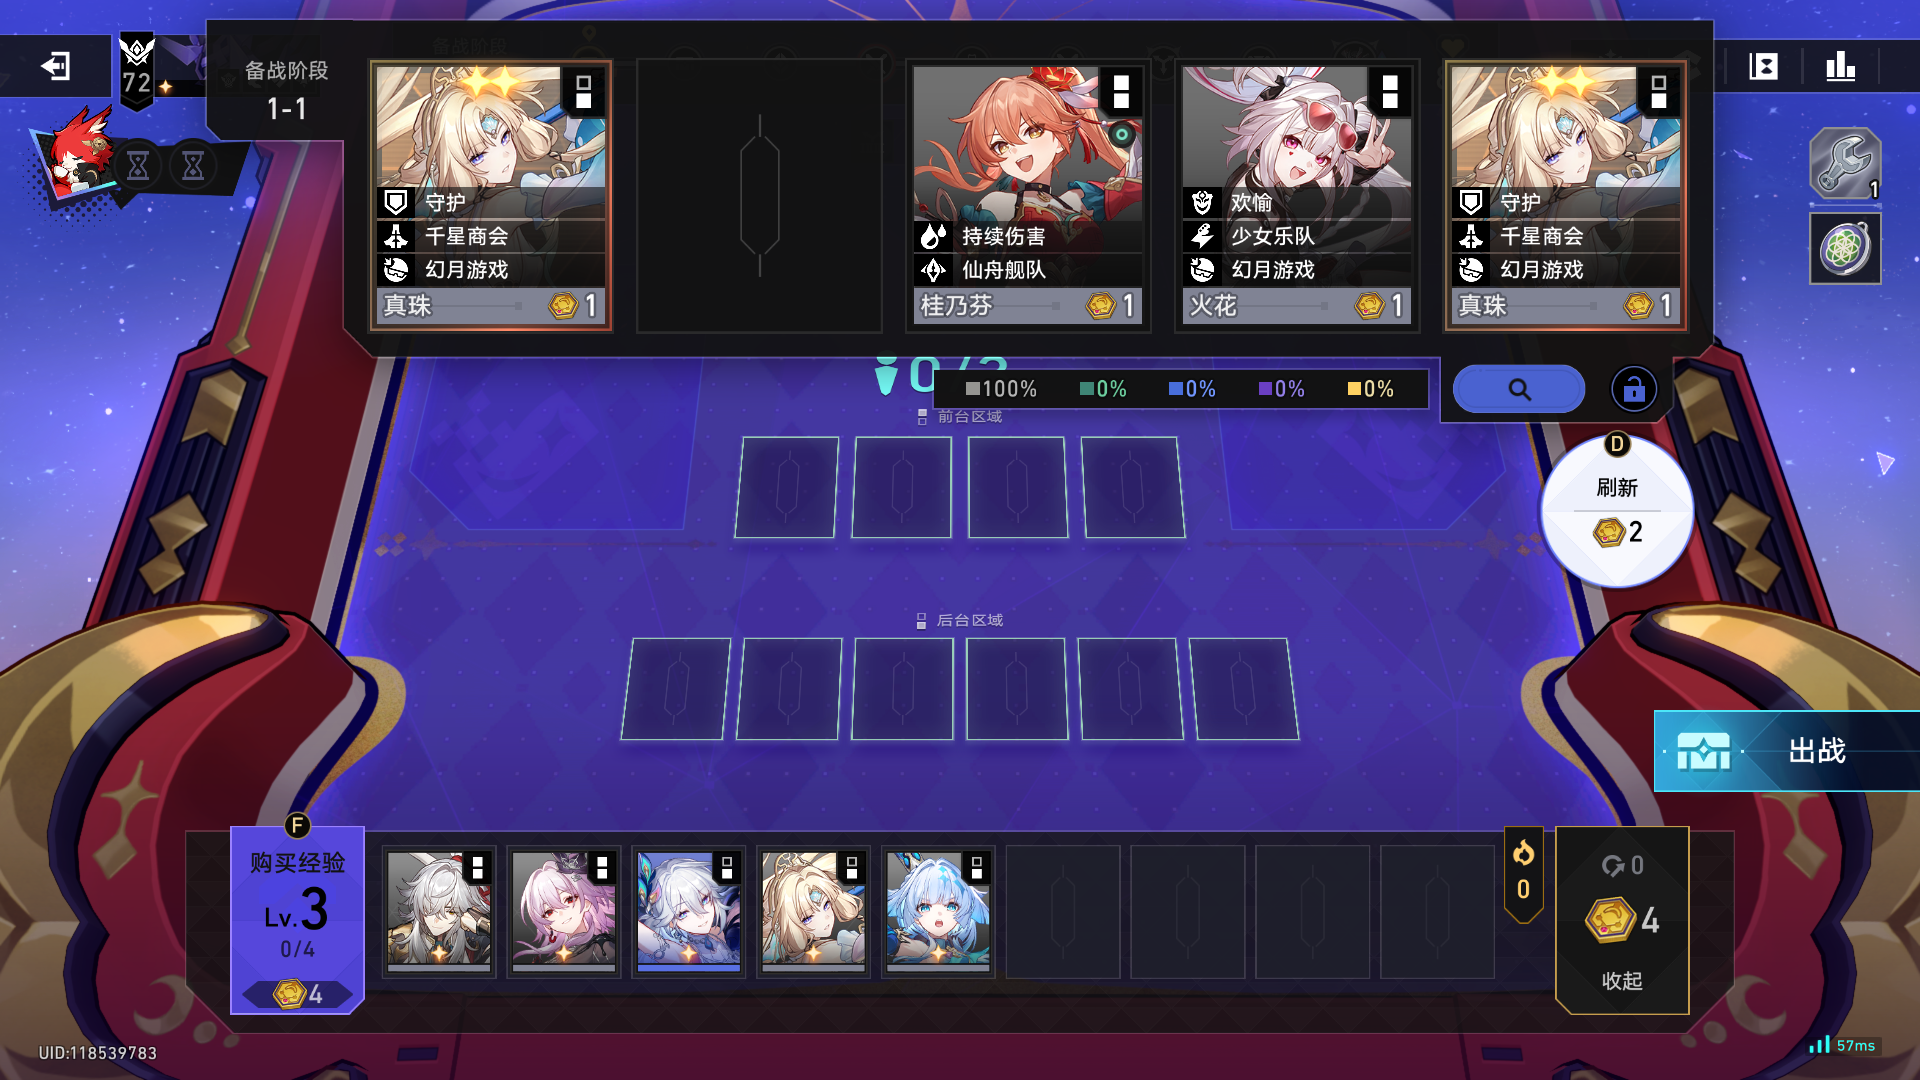 72
备战阶段
1-1
守护
千星商会
幻月游戏
真珠
1
持续伤害
仙舟舰队
桂乃芬
1
欢愉
少女乐队
幻月游戏
火花
1
守护
千星商会
幻月游戏
真珠
1
1
100%
0%
0%
0%
0%
前台区域
D
刷新
2
后台区域
出战
F
购买经验
Lv.3
0/4
4
0
0
4
收起
UID:118539783
57ms